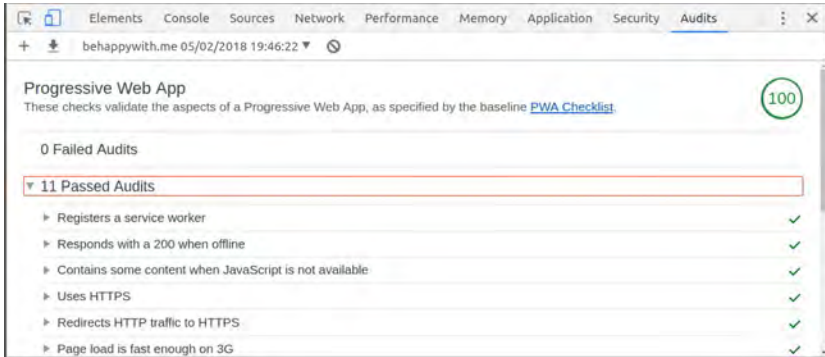 Elements Console Sources Network Performance Memory Application Security Audits
behappywith.me 05/02/2018 19:46:22
Progressive Web App
These checks validate the aspects of a Progressive Web App, as specified by the baseline PWA Checklist.
100
0 Failed Audits
11 Passed Audits
Registers a service worker
Responds with a 200 when offline
Contains some content when JavaScript is not available
Uses HTTPS
Redirects HTTP traffic to HTTPS
Page load is fast enough on 3G